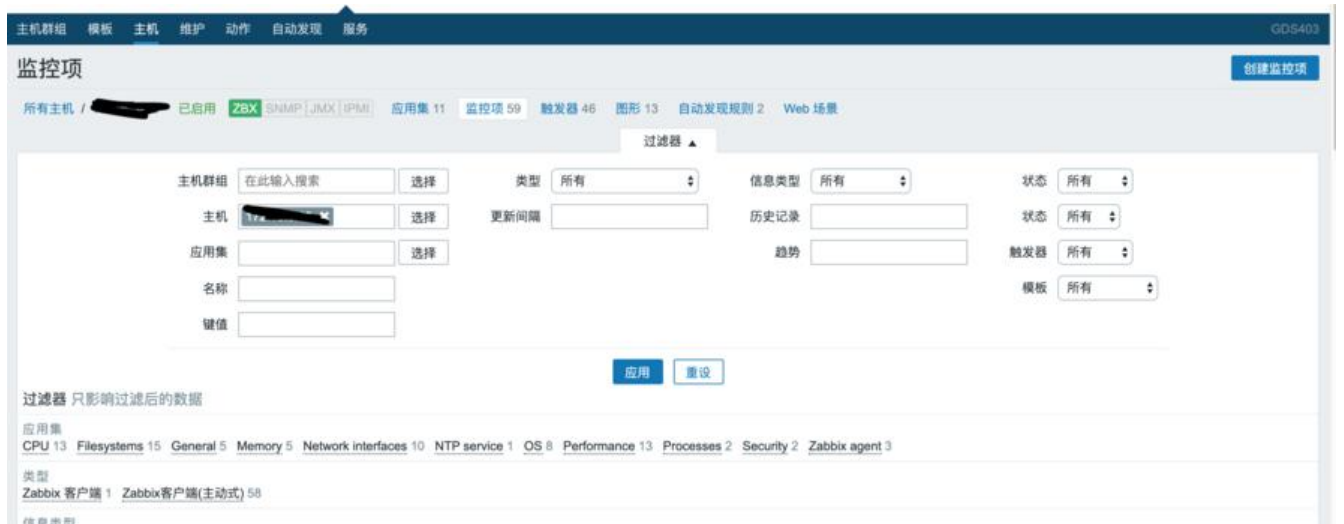 主机群组 模板 主机 维护 动作 自动发现 服务 GDS403
监控项 创建监控项
所有主机 / 已启用 ZBX SNMP JMX IPMI 应用集 11 监控项 59 触发器 46 图形 13 自动发现规则 2 Web 场景
过滤器 ▲
主机群组 在此输入搜索 选择 类型 所有 信息类型 所有 状态 所有
主机 选择 更新间隔 历史记录 状态 所有
应用集 选择 趋势 触发器 所有
名称 模板 所有
键值
应用 重设
过滤器 只影响过滤后的数据
应用集
CPU 13 Filesystems 15 General 5 Memory 5 Network interfaces 10 NTP service 1 OS 8 Performance 13 Processes 2 Security 2 Zabbix agent 3
类型
Zabbix 客户端 1 Zabbix客户端(主动式) 58
信息类型